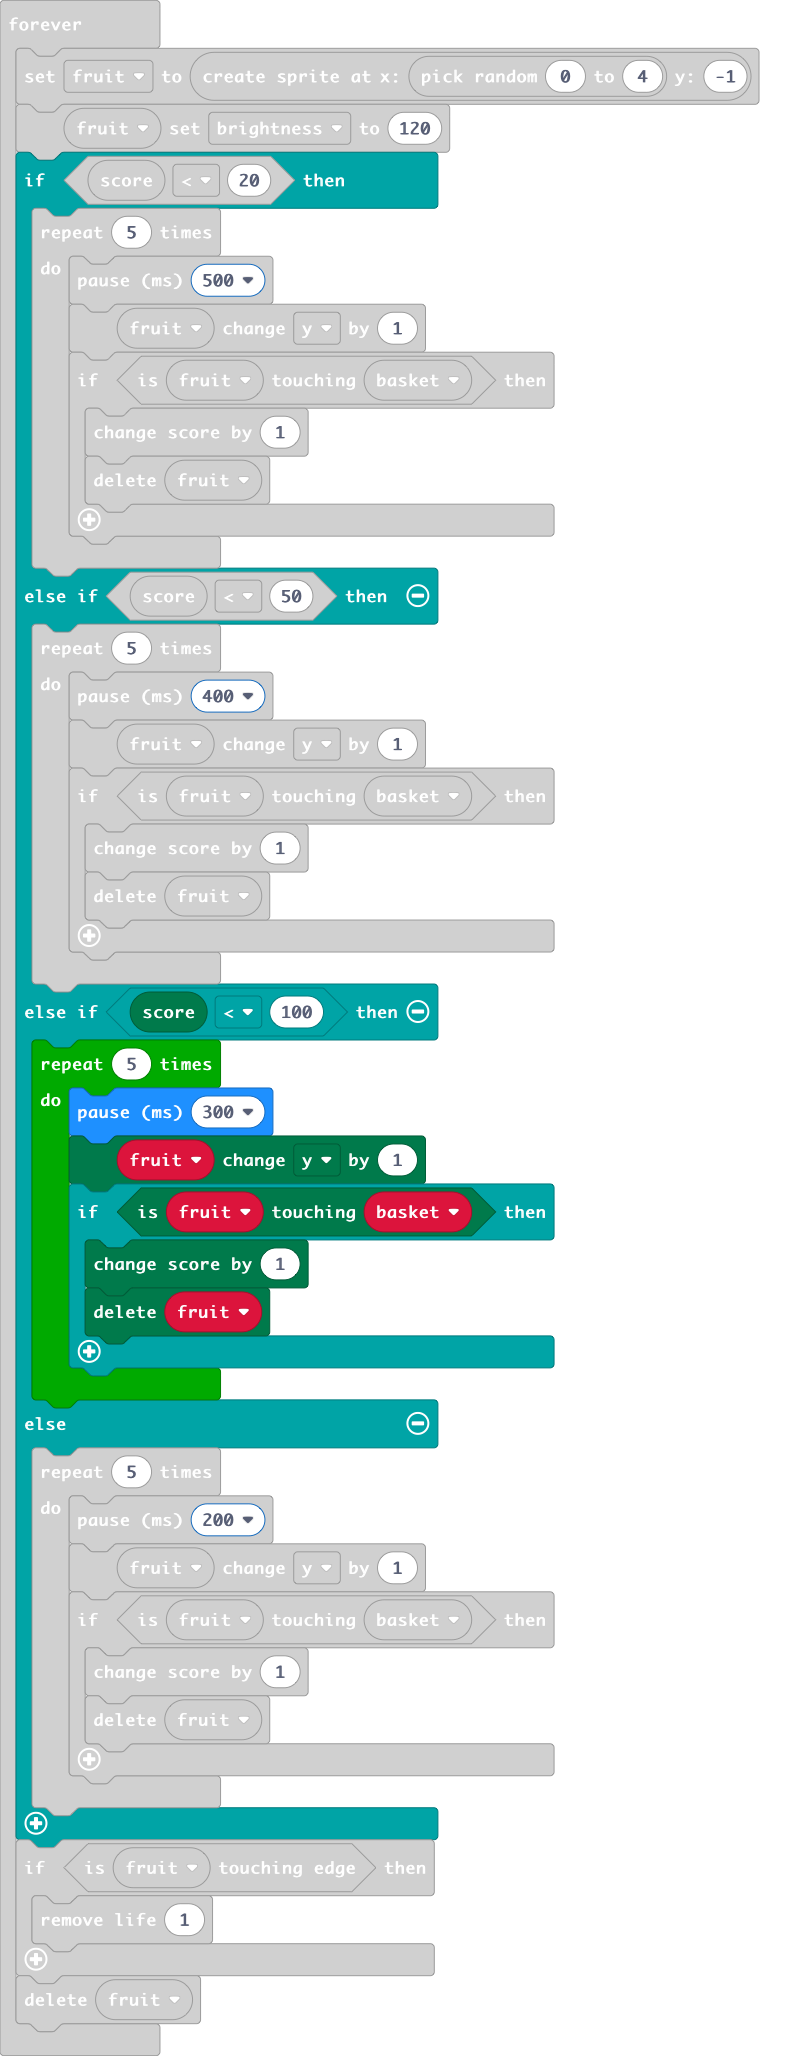 forever
set fruit to create sprite at x: pick random 0 to 4 y: -1
fruit set brightness to 120
if score < 20 then
repeat 5 times
do
pause (ms) 500
fruit change y by 1
if is fruit touching basket then
change score by 1
delete fruit
else if score < 50 then
repeat 5 times
do
pause (ms) 400
fruit change y by 1
if is fruit touching basket then
change score by 1
delete fruit
else if score < 100 then
repeat 5 times
do
pause (ms) 300
fruit change y by 1
if is fruit touching basket then
change score by 1
delete fruit
else
repeat 5 times
do
pause (ms) 200
fruit change y by 1
if is fruit touching basket then
change score by 1
delete fruit
if is fruit touching edge then
remove life 1
delete fruit